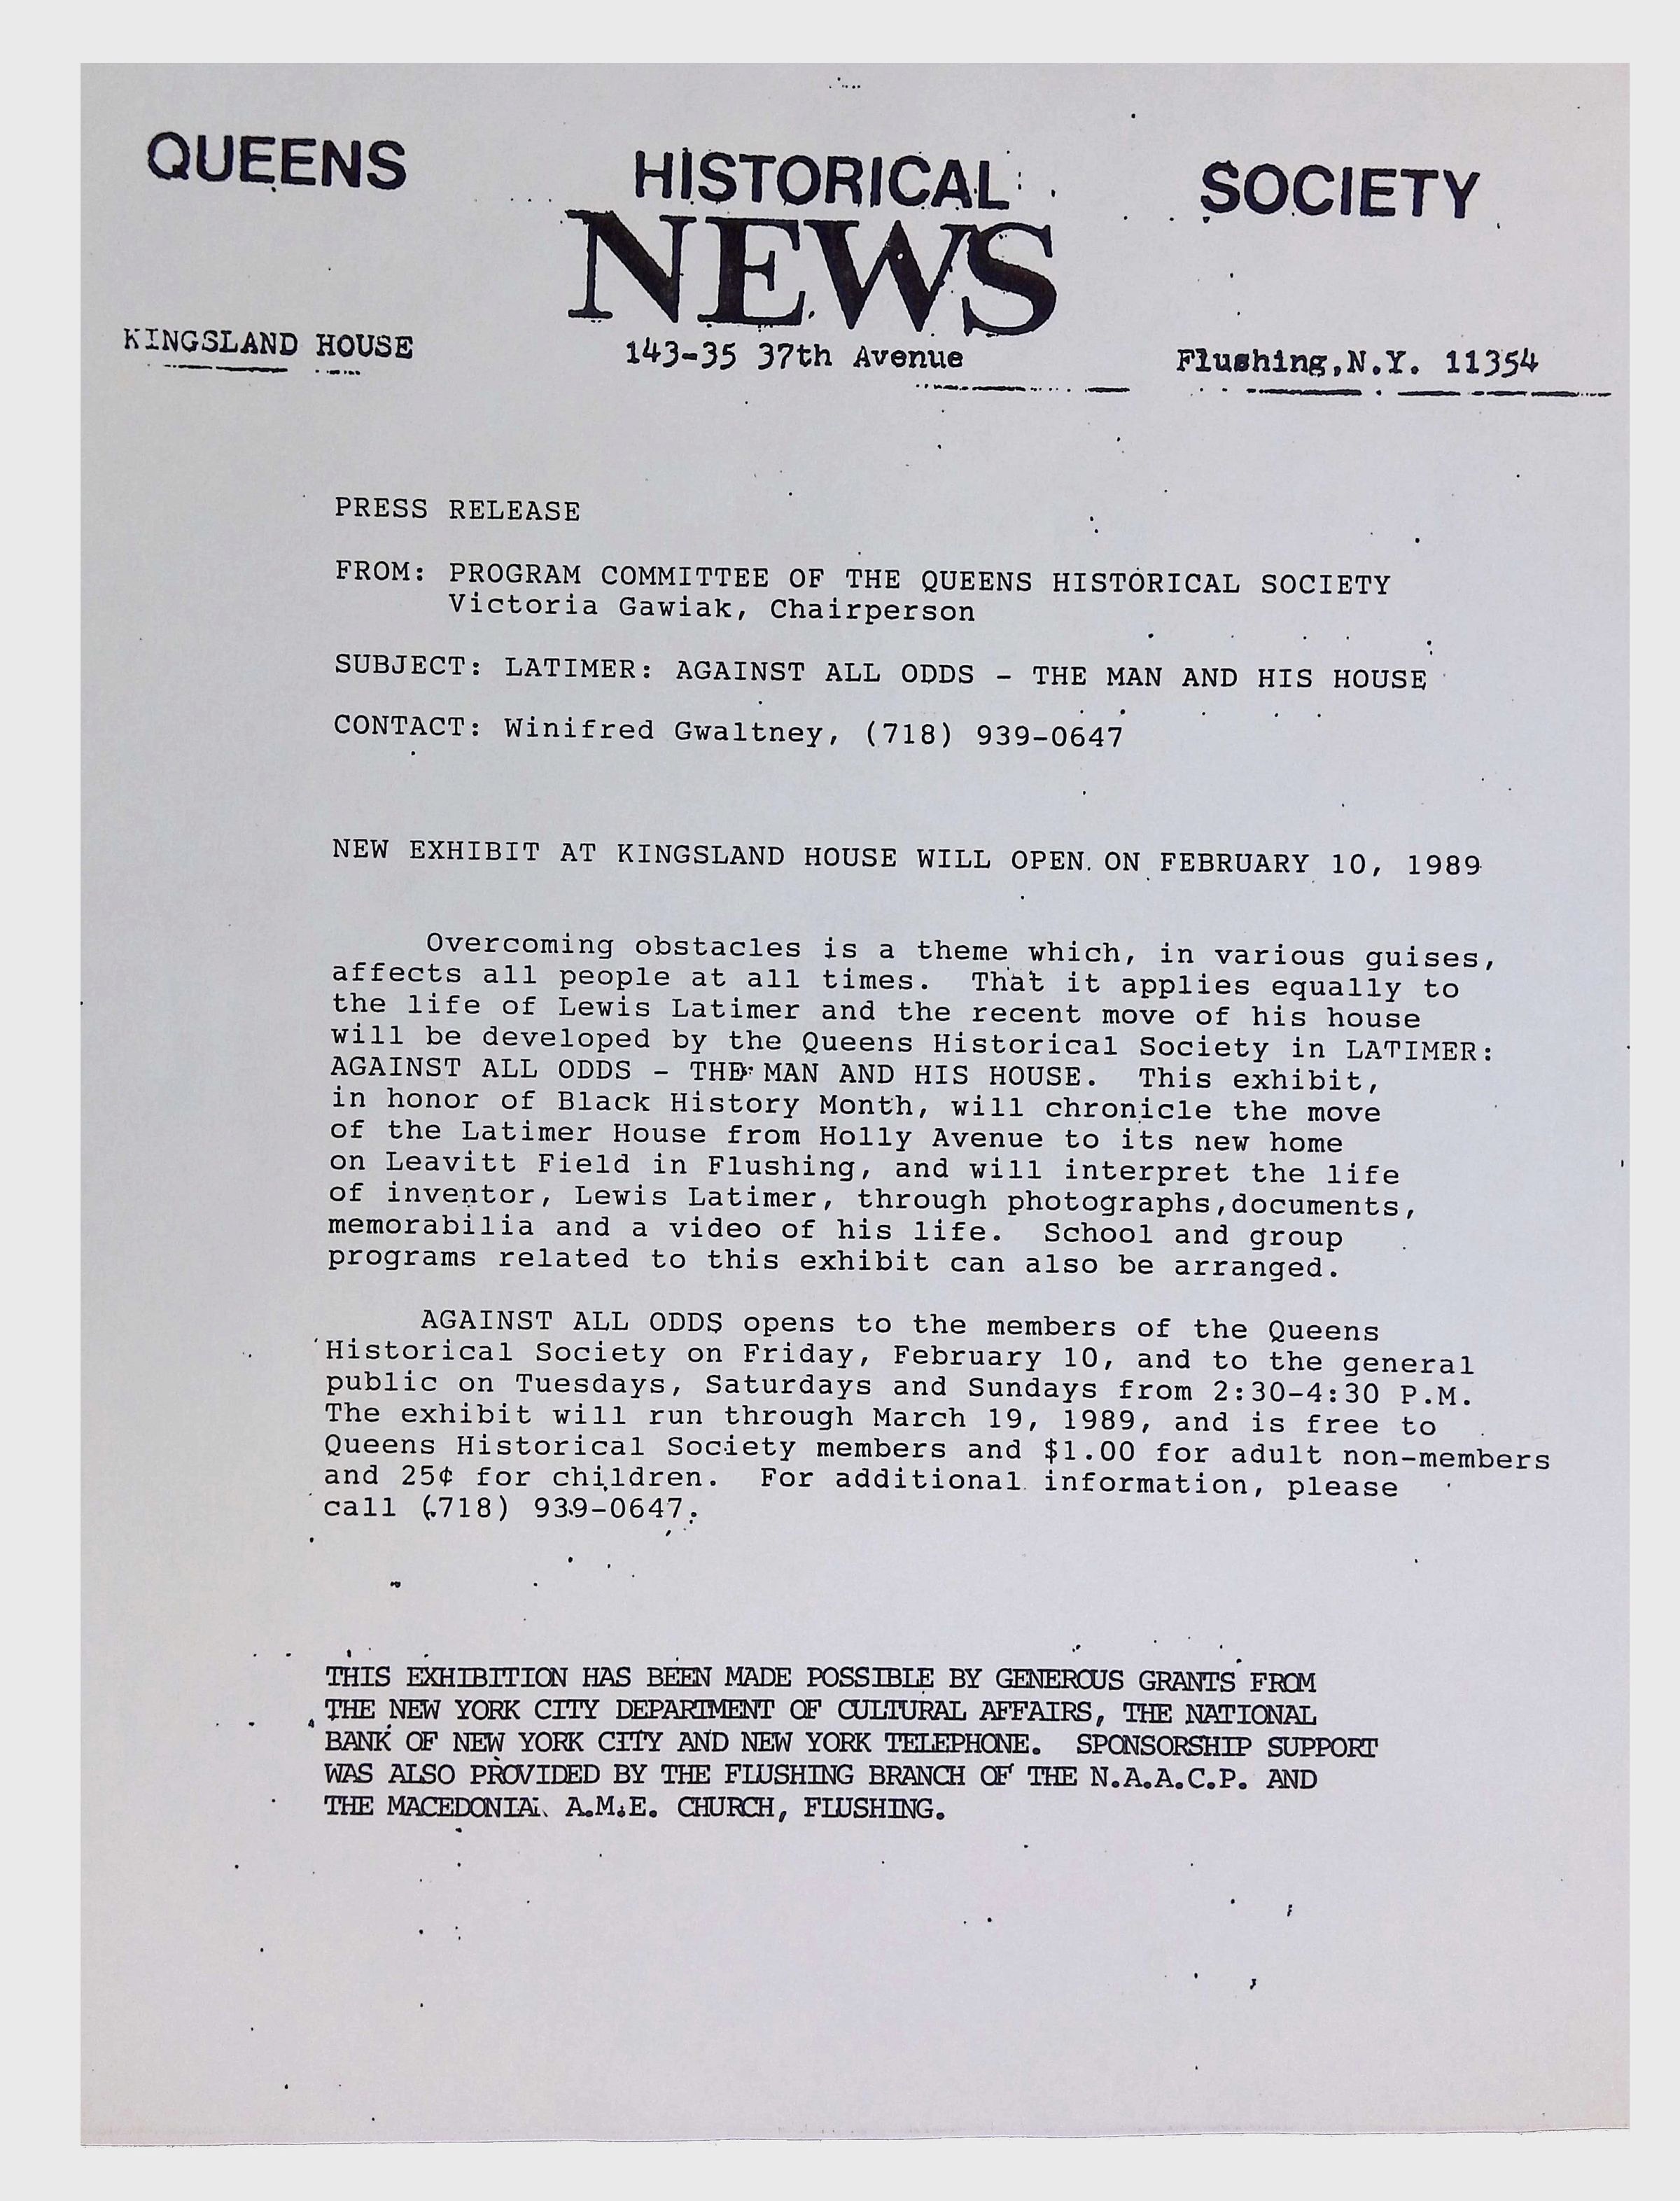 QUEENS HISTORICAL SOCIETY
NEWS
KINGSLAND HOUSE 143-35 37th Avenue Flushing,N.Y. 11354
PRESS RELEASE
FROM: PROGRAM COMMITTEE OF THE QUEENS HISTORICAL SOCIETY
Victoria Gawiak, Chairperson
SUBJECT: LATIMER: AGAINST ALL ODDS - THE MAN AND HIS HOUSE
CONTACT: Winifred Gwaltney, (718) 939-0647
NEW EXHIBIT AT KINGSLAND HOUSE WILL OPEN ON FEBRUARY 10, 1989
Overcoming obstacles is a theme which, in various guises,
affects all people at all times. That it applies equally to
the life of Lewis Latimer and the recent move of his house
will be developed by the Queens Historical Society in LATIMER:
AGAINST ALL ODDS - THE MAN AND HIS HOUSE. This exhibit,
in honor of Black History Month, will chronicle the move
of the Latimer House from Holly Avenue to its new home
on Leavitt Field in Flushing, and will interpret the life
of inventor, Lewis Latimer, through photographs,documents,
memorabilia and a video of his life. School and group
programs related to this exhibit can also be arranged.
AGAINST ALL ODDS opens to the members of the Queens
Historical Society on Friday, February 10, and to the general
public on Tuesdays, Saturdays and Sundays from 2:30-4:30 P.M.
The exhibit will run through March 19, 1989, and is free to
Queens Historical Society members and $1.00 for adult non-members
and 25¢ for children. For additional information, please
call (718) 939-0647.
THIS EXHIBITION HAS BEEN MADE POSSIBLE BY GENEROUS GRANTS FROM
THE NEW YORK CITY DEPARTMENT OF CULTURAL AFFAIRS, THE NATIONAL
BANK OF NEW YORK CITY AND NEW YORK TELEPHONE. SPONSORSHIP SUPPORT
WAS ALSO PROVIDED BY THE FLUSHING BRANCH OF THE N.A.A.C.P. AND
THE MACEDONIA A.M.E. CHURCH, FLUSHING.